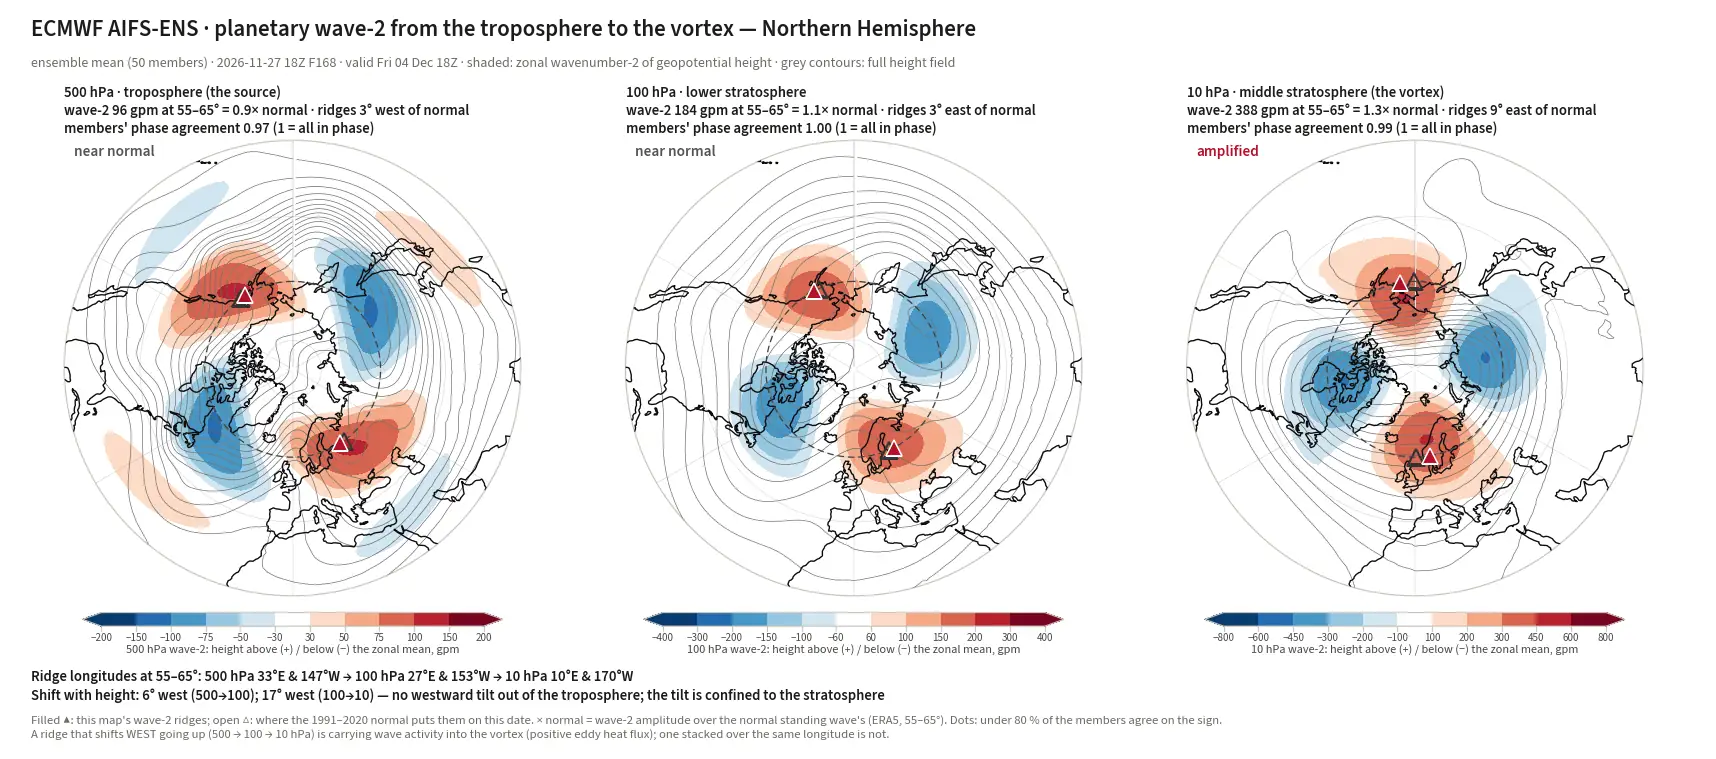 ECMWF AIFS-ENS · planetary wave-2 from the troposphere to the vortex — Northern Hemisphere
ensemble mean (50 members) · 2026-11-27 18Z F168 · valid Fri 04 Dec 18Z · shaded: zonal wavenumber-2 of geopotential height · grey contours: full height field
500 hPa · troposphere (the source)
wave-2 96 gpm at 55–65° = 0.9× normal · ridges 3° west of normal
members' phase agreement 0.97 (1 = all in phase)
near normal
100 hPa · lower stratosphere
wave-2 184 gpm at 55–65° = 1.1× normal · ridges 3° east of normal
members' phase agreement 1.00 (1 = all in phase)
near normal
10 hPa · middle stratosphere (the vortex)
wave-2 388 gpm at 55–65° = 1.3× normal · ridges 9° east of normal
members' phase agreement 0.99 (1 = all in phase)
amplified
−200 −150 −100 −75 −50 −30 30 50 75 100 150 200
500 hPa wave-2: height above (+) / below (−) the zonal mean, gpm
−400 −300 −200 −150 −100 −60 60 100 150 200 300 400
100 hPa wave-2: height above (+) / below (−) the zonal mean, gpm
−800 −600 −450 −300 −200 −100 100 200 300 450 600 800
10 hPa wave-2: height above (+) / below (−) the zonal mean, gpm
Ridge longitudes at 55–65°: 500 hPa 33°E & 147°W → 100 hPa 27°E & 153°W → 10 hPa 10°E & 170°W
Shift with height: 6° west (500→100); 17° west (100→10) — no westward tilt out of the troposphere; the tilt is confined to the stratosphere
Filled ▲: this map's wave-2 ridges; open △: where the 1991–2020 normal puts them on this date. × normal = wave-2 amplitude over the normal standing wave's (ERA5, 55–65°). Dots: under 80 % of the members agree on the sign.
A ridge that shifts WEST going up (500 → 100 → 10 hPa) is carrying wave activity into the vortex (positive eddy heat flux); one stacked over the same longitude is not.